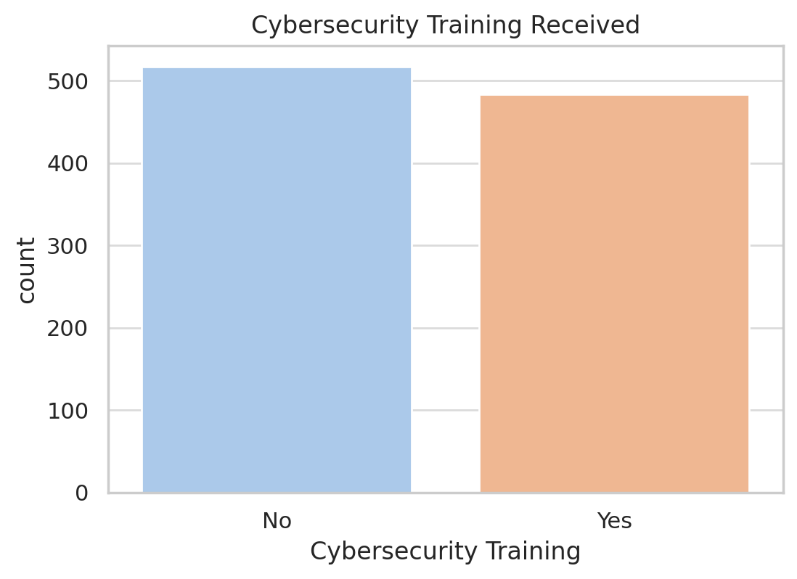 Cybersecurity Training Received
count
500
400
300
200
100
0
No
Yes
Cybersecurity Training